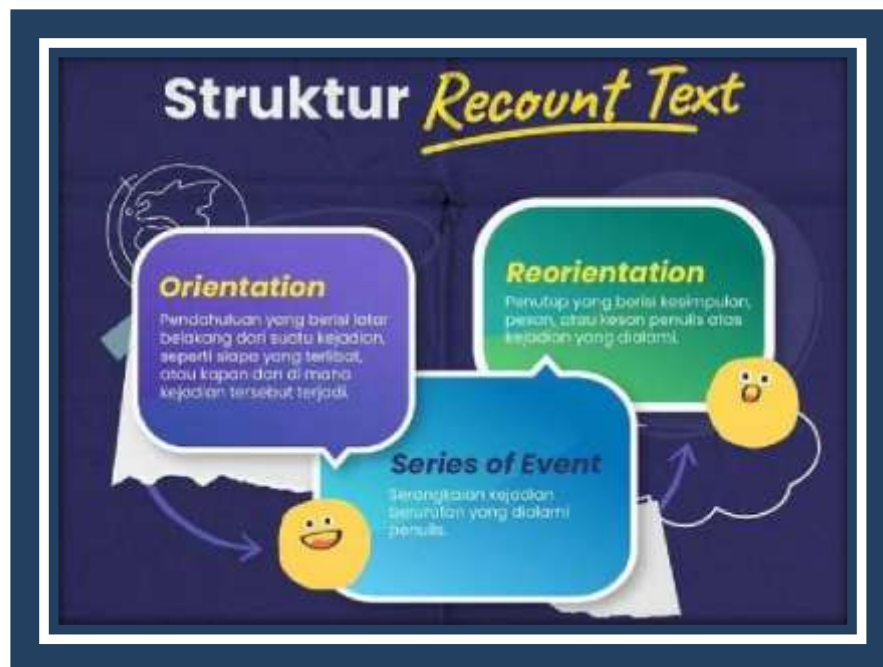 Struktur Recount Text
Orientation
Pendahuluan yang berisi latar
belakang dari suatu kejadian,
seperti siapa yang terlibat,
atau kapan dan di mana
kejadian tersebut terjadi.
Series of Event
Serangkaian kejadian
berurutan yang dialami
penulis.
Reorientation
Penutup yang berisi kesimpulan,
pesan, atau kesan penulis atas
kejadian yang dialami.